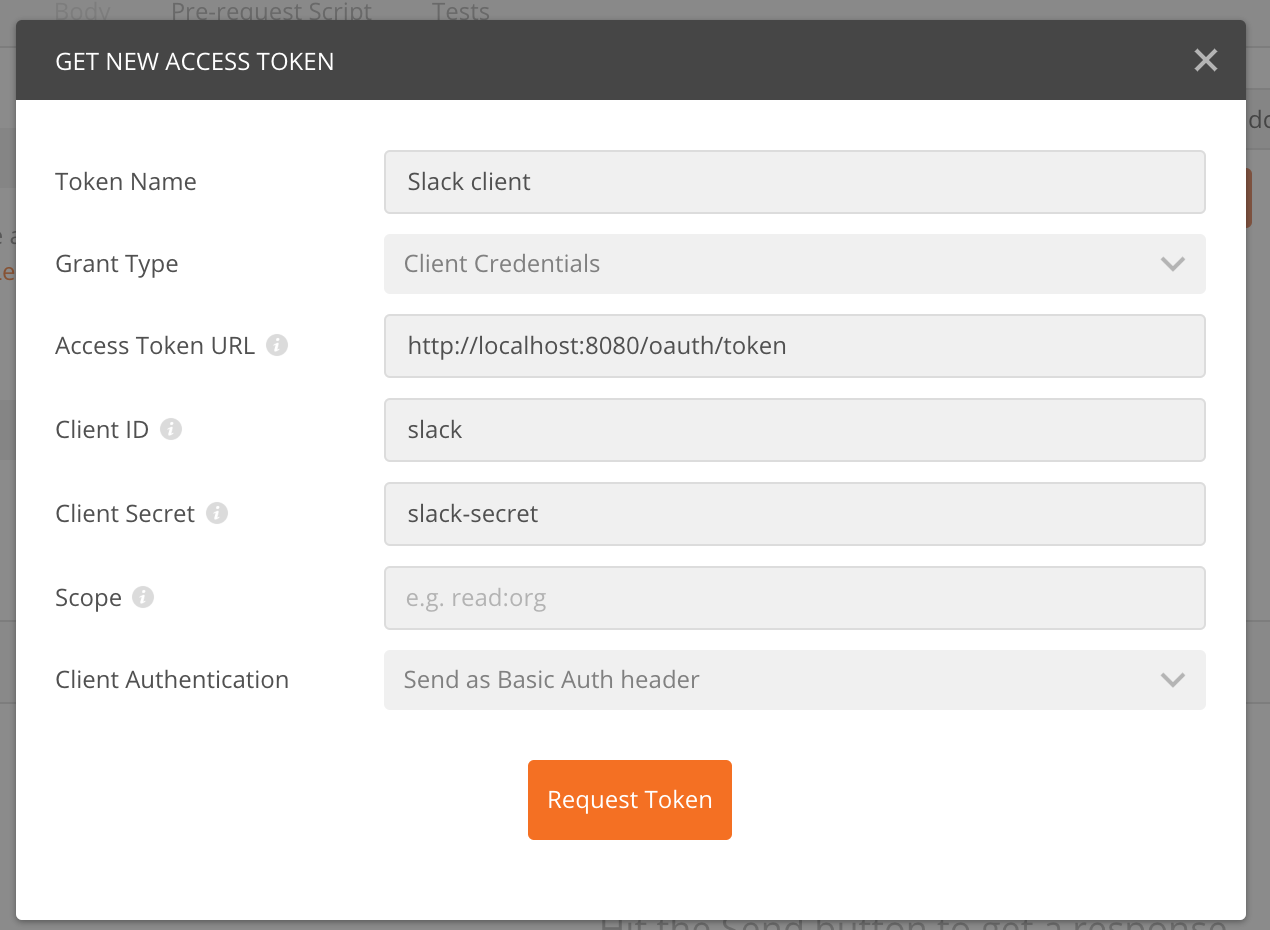 Body Pre-request Script Tests
GET NEW ACCESS TOKEN
Token Name Slack client
Grant Type Client Credentials
Access Token URL http://localhost:8080/oauth/token
Client ID slack
Client Secret slack-secret
Scope e.g. read:org
Client Authentication Send as Basic Auth header
Request Token
Hit the Send button to get a response